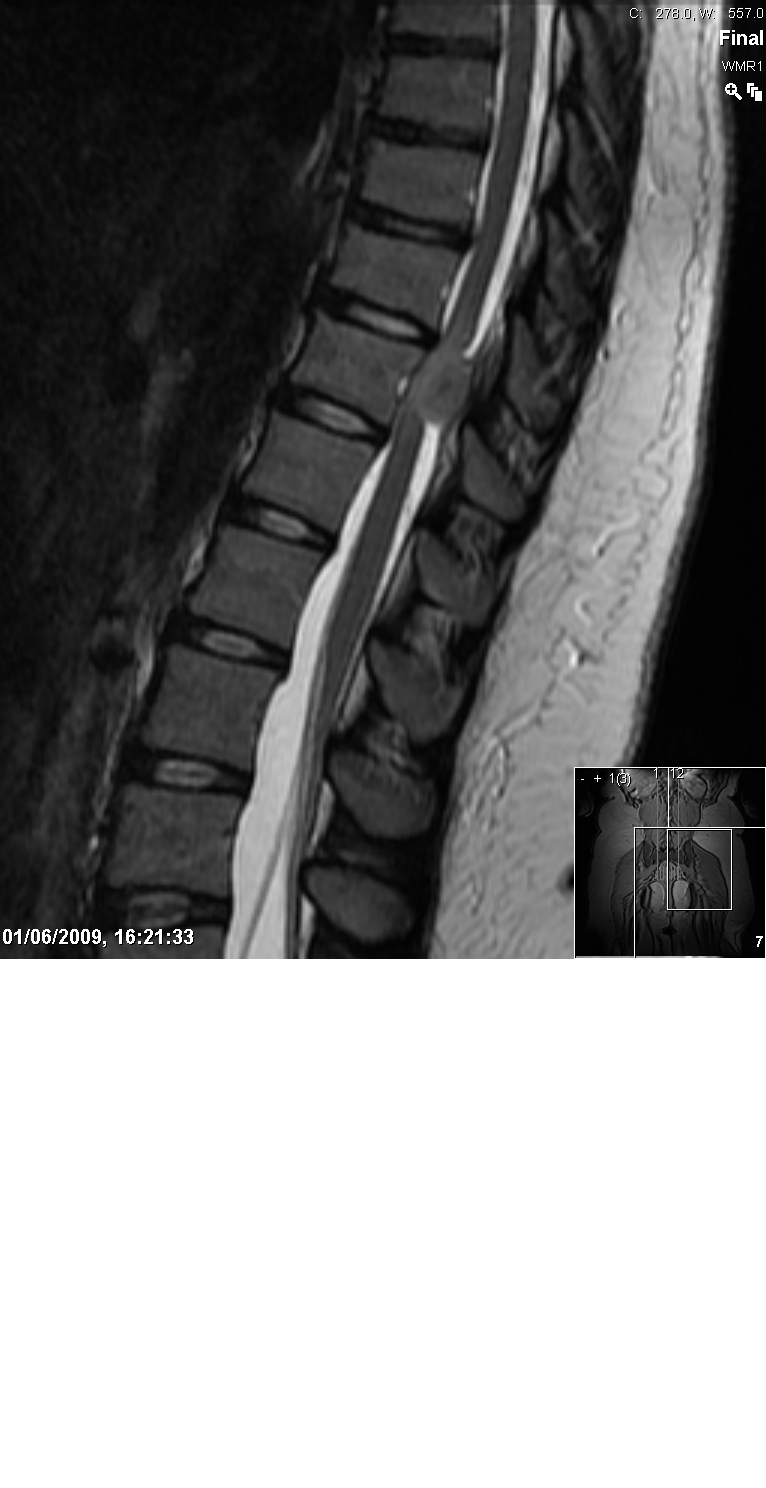 C: 278.0, W: 557.0
Final
WMR1
- + 1(3) 1 12
01/06/2009, 16:21:33
7